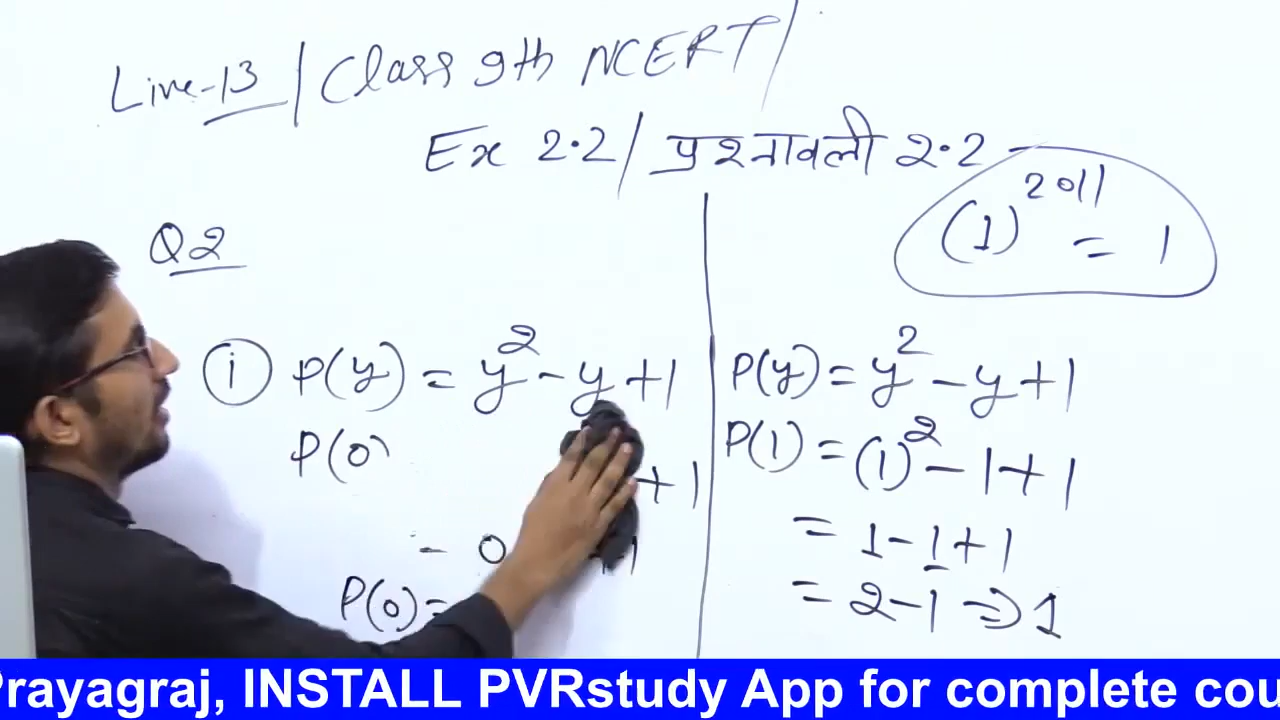 Live-13 / Class 9th NCERT /
Ex 2.2 / प्रश्नावली 2.2
(1)^2011 = 1
Q2
(i) P(y) = y² - y + 1
P(0)
+ 1
- 0
P(0) =
P(y) = y² - y + 1
P(1) = (1)² - 1 + 1
= 1 - 1 + 1
= 2 - 1 ⇒ 1
Prayagraj, INSTALL PVRstudy App for complete cou